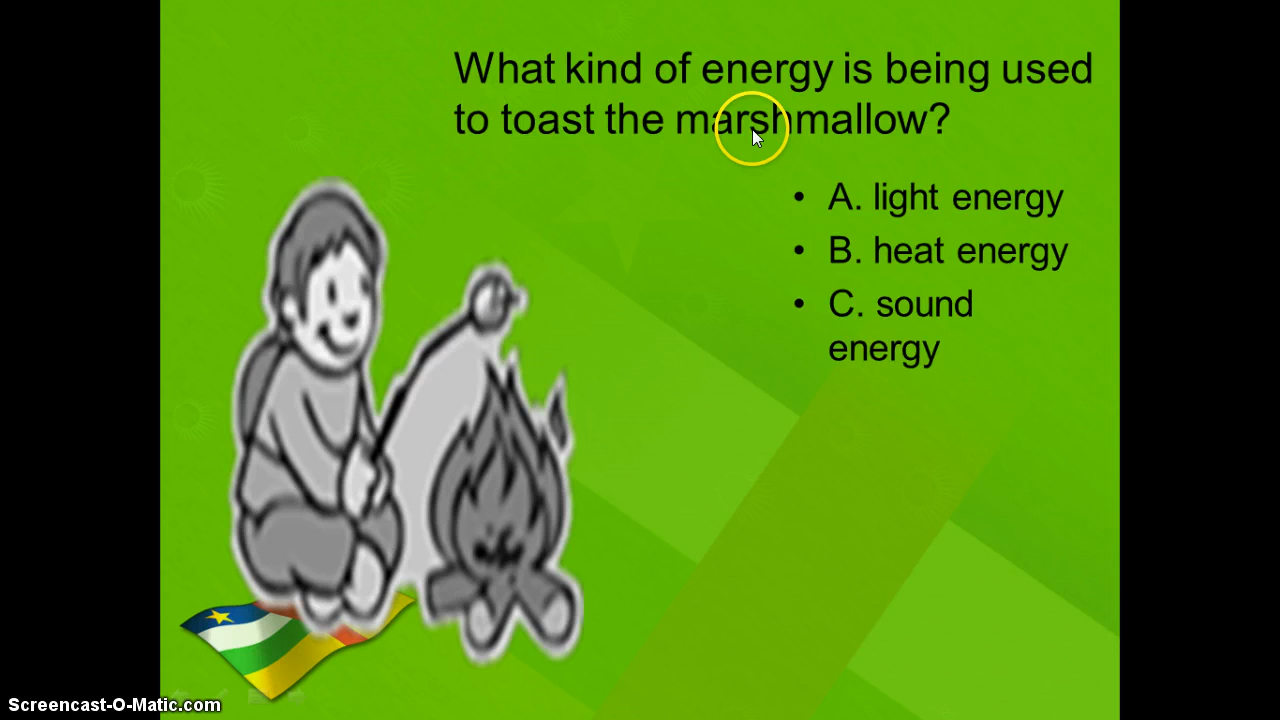 What kind of energy is being used
to toast the marshmallow?
• A. light energy
• B. heat energy
• C. sound
energy
Screencast-O-Matic.com